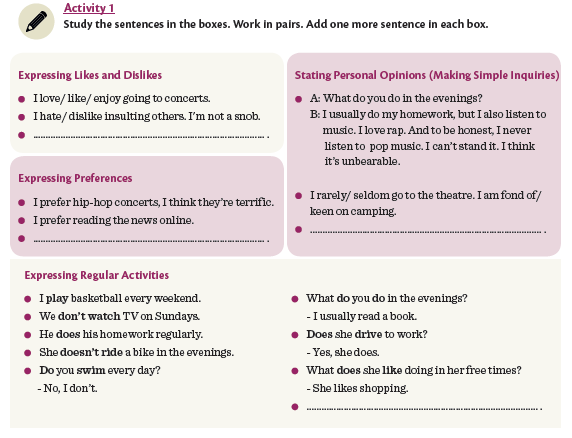 Activity 1
Study the sentences in the boxes. Work in pairs. Add one more sentence in each box.
Expressing Likes and Dislikes
I love/ like/ enjoy going to concerts.
I hate/ dislike insulting others. I'm not a snob.
.............................................................................. .
Expressing Preferences
I prefer hip-hop concerts, I think they're terrific.
I prefer reading the news online.
.............................................................................. .
Stating Personal Opinions (Making Simple Inquiries)
A: What do you do in the evenings?
B: I usually do my homework, but I also listen to
music. I love rap. And to be honest, I never
listen to pop music. I can't stand it. I think
it's unbearable.
I rarely/ seldom go to the theatre. I am fond of/
keen on camping.
.............................................................................. .
Expressing Regular Activities
I play basketball every weekend.
We don't watch TV on Sundays.
He does his homework regularly.
She doesn't ride a bike in the evenings.
Do you swim every day?
- No, I don't.
What do you do in the evenings?
- I usually read a book.
Does she drive to work?
- Yes, she does.
What does she like doing in her free times?
- She likes shopping.
.............................................................................. .